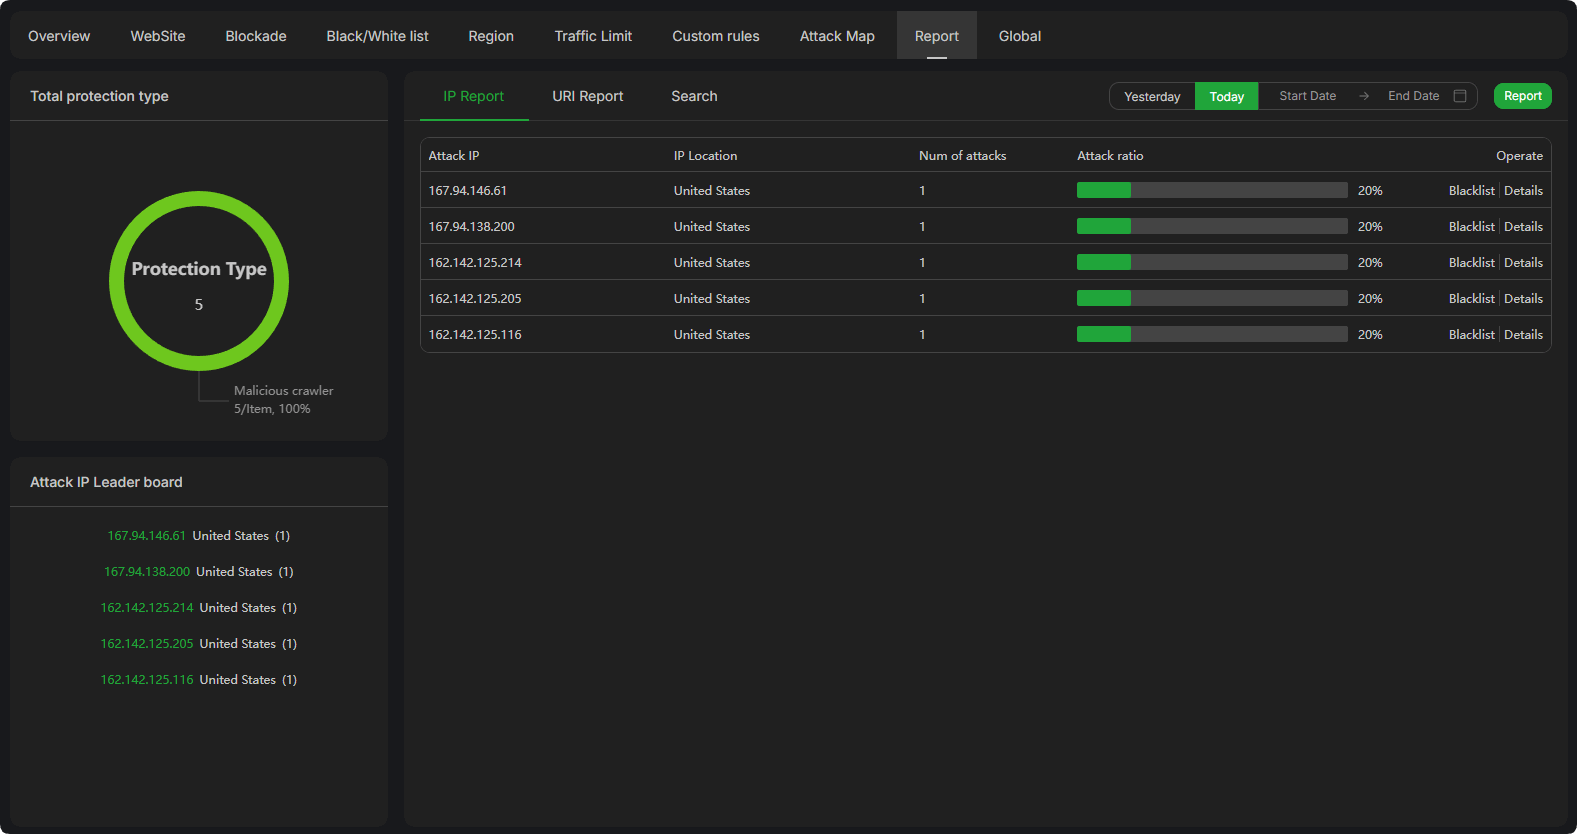 Overview WebSite Blockade Black/White list Region Traffic Limit Custom rules Attack Map Report Global
Total protection type
Protection Type
5
Malicious crawler
5/Item, 100%
Attack IP Leader board
167.94.146.61 United States (1)
167.94.138.200 United States (1)
162.142.125.214 United States (1)
162.142.125.205 United States (1)
162.142.125.116 United States (1)
IP Report URI Report Search Yesterday Today Start Date → End Date Report
Attack IP IP Location Num of attacks Attack ratio Operate
167.94.146.61 United States 1 20% Blacklist | Details
167.94.138.200 United States 1 20% Blacklist | Details
162.142.125.214 United States 1 20% Blacklist | Details
162.142.125.205 United States 1 20% Blacklist | Details
162.142.125.116 United States 1 20% Blacklist | Details